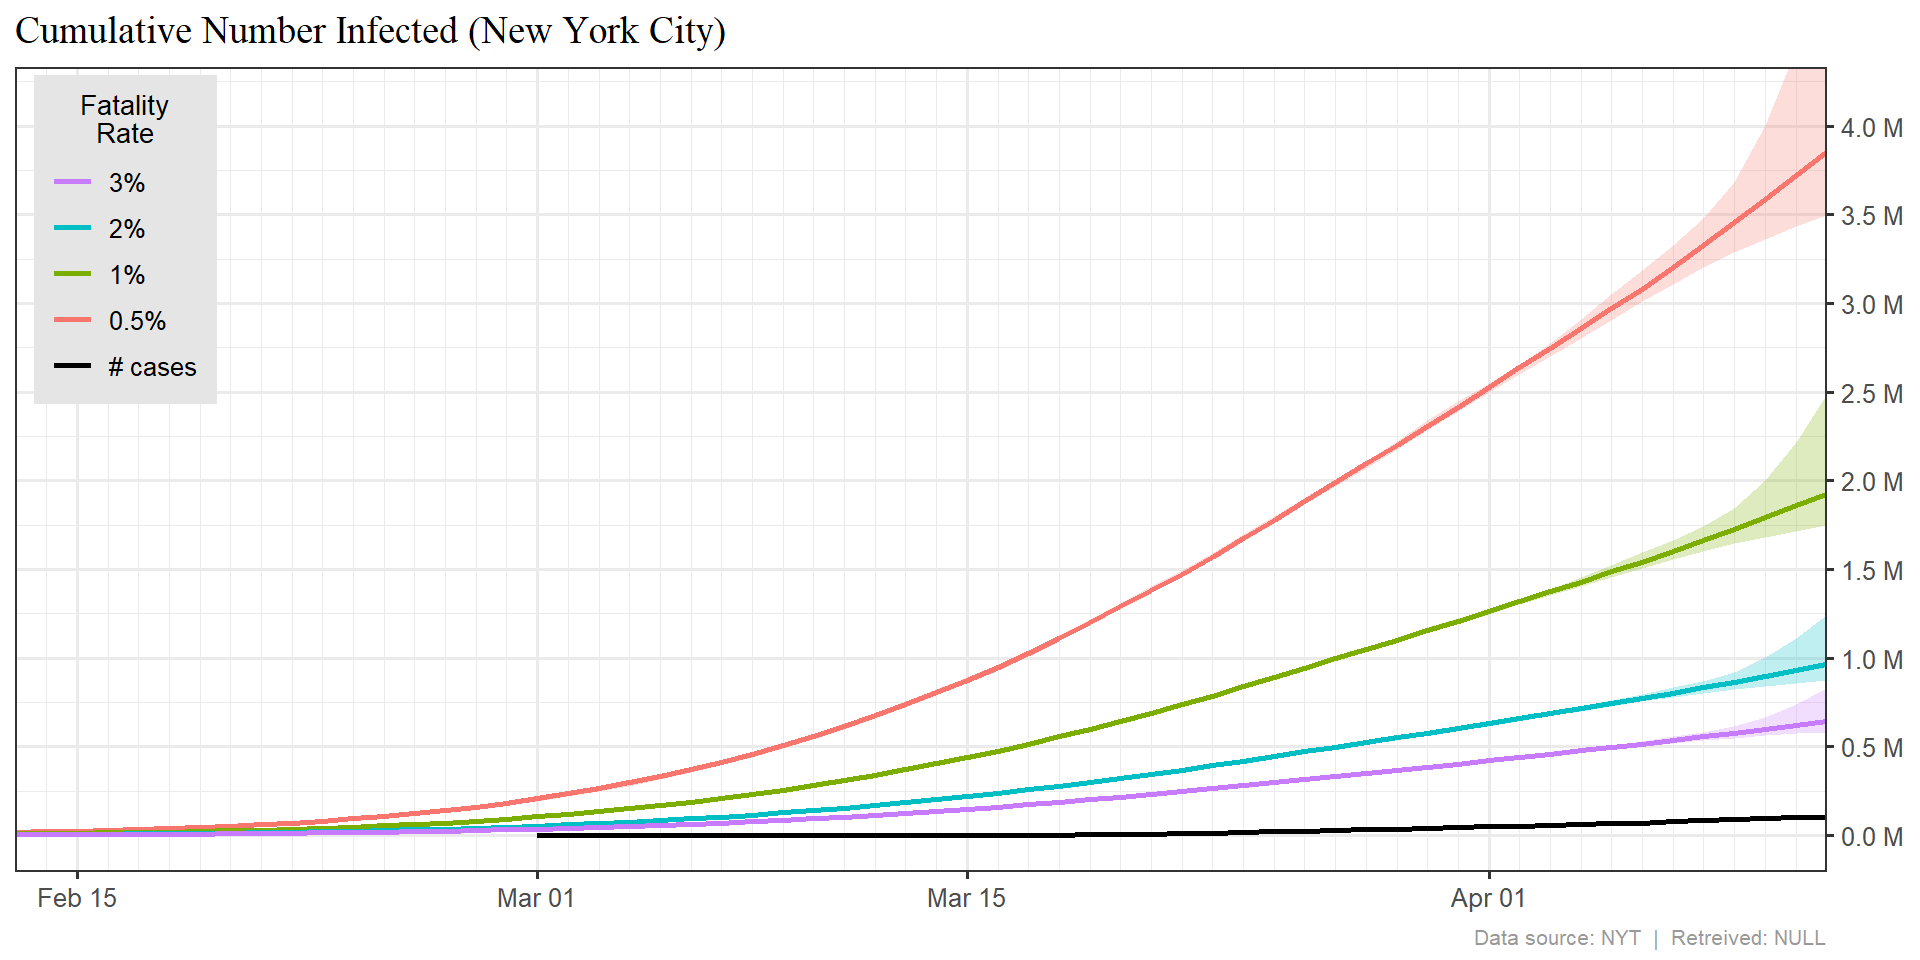 Cumulative Number Infected (New York City)
Fatality
Rate
3%
2%
1%
0.5%
# cases
4.0 M
3.5 M
3.0 M
2.5 M
2.0 M
1.5 M
1.0 M
0.5 M
0.0 M
Feb 15
Mar 01
Mar 15
Apr 01
Data source: NYT | Retreived: NULL